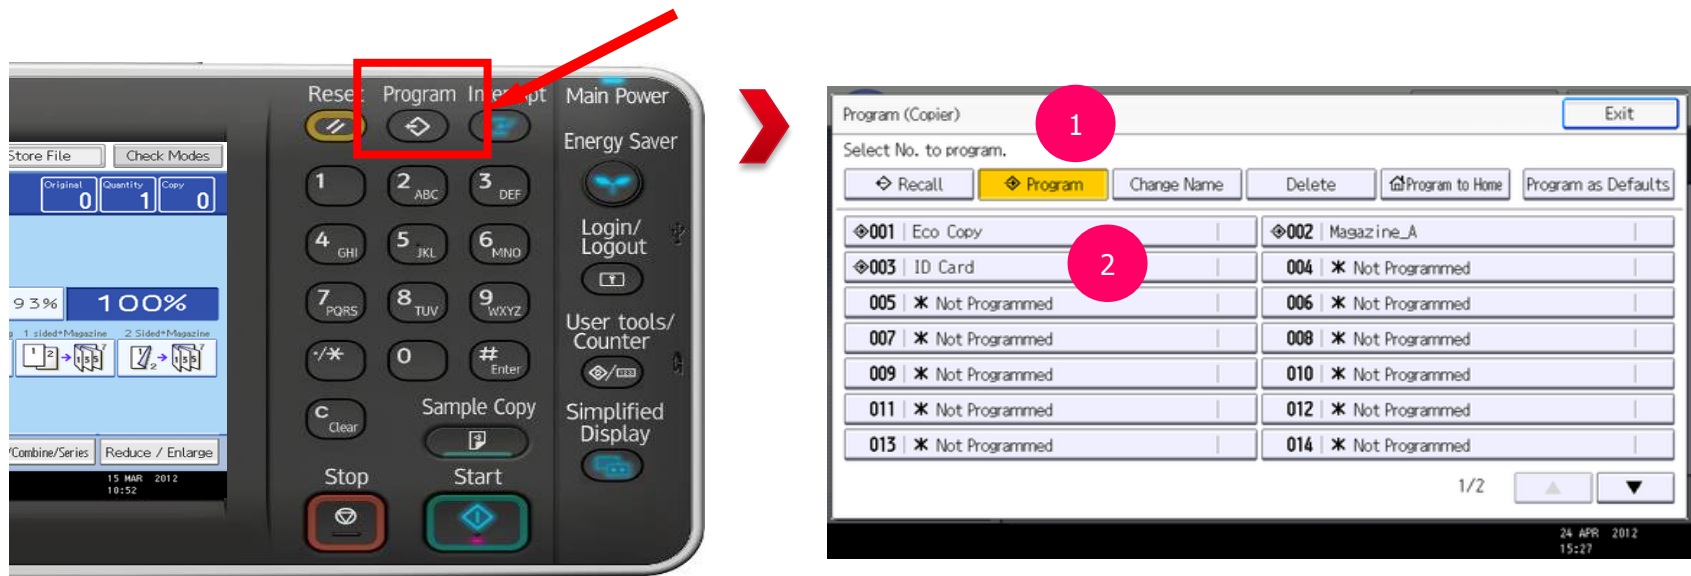 Reset Program Interrupt Main Power
Energy Saver
Store File Check Modes
Original 0 Quantity 1 Copy 0
1 2 ABC 3 DEF
Login/
Logout
4 GHI 5 JKL 6 MNO
93% 100%
7 PQRS 8 TUV 9 WXYZ
User tools/
Counter
1 sided→Magazine 2 Sided→Magazine
·/* 0 # Enter
C Clear Sample Copy
Simplified
Display
/Combine/Series Reduce / Enlarge
15 MAR 2012
10:52
Stop Start
Program (Copier) 1 Exit
Select No. to program.
Recall Program Change Name Delete Program to Home Program as Defaults
001 Eco Copy 002 Magazine_A
003 ID Card 2 004 * Not Programmed
005 * Not Programmed 006 * Not Programmed
007 * Not Programmed 008 * Not Programmed
009 * Not Programmed 010 * Not Programmed
011 * Not Programmed 012 * Not Programmed
013 * Not Programmed 014 * Not Programmed
1/2 ▲ ▼
24 APR 2012
15:27